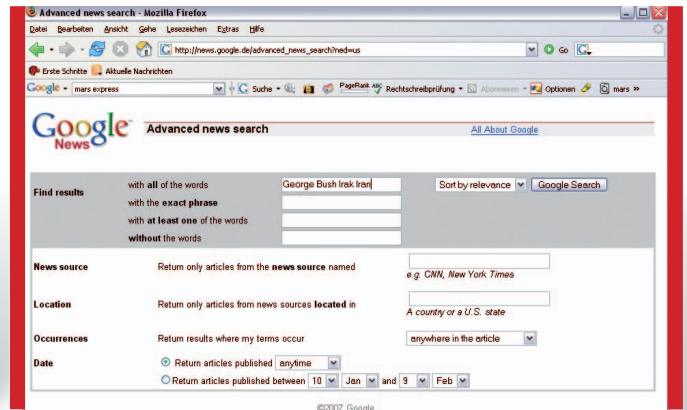 Advanced news search - Mozilla Firefox
Datei Bearbeiten Ansicht Gehe Lesezeichen Extras Hilfe
http://news.google.de/advanced_news_search?ned=us Go
Erste Schritte Aktuelle Nachrichten
Google mars express Suche PageRank Rechtschreibprüfung Abonnieren Optionen mars »
Google News Advanced news search All About Google
Find results with all of the words George Bush Irak Iran Sort by relevance Google Search
with the exact phrase
with at least one of the words
without the words
News source Return only articles from the news source named
e.g. CNN, New York Times
Location Return only articles from news sources located in
A country or a U.S. state
Occurrences Return results where my terms occur anywhere in the article
Date Return articles published anytime
Return articles published between 10 Jan and 9 Feb
©2007 Google